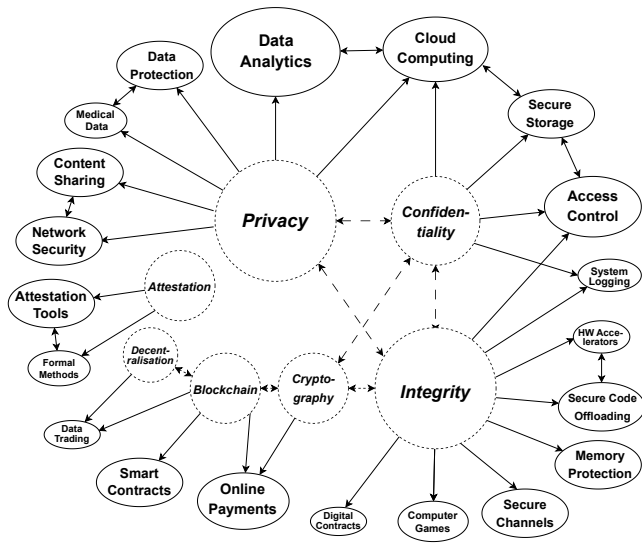 Data
Analytics
Cloud
Computing
Data
Protection
Medical
Data
Secure
Storage
Content
Sharing
Access
Control
Network
Security
Privacy
Confiden-
tiality
System
Logging
Attestation
Attestation
Tools
Formal
Methods
Decent-
ralisation
Blockchain
Crypto-
graphy
Integrity
HW Acce-
lerators
Secure Code
Offloading
Data
Trading
Smart
Contracts
Online
Payments
Memory
Protection
Digital
Contracts
Computer
Games
Secure
Channels